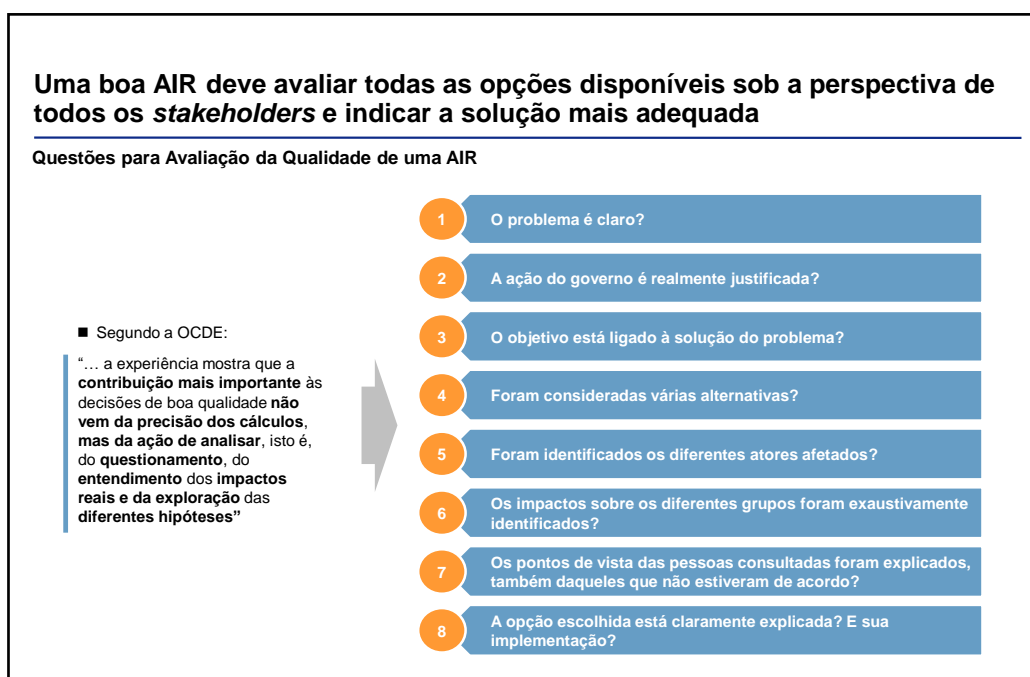 Uma boa AIR deve avaliar todas as opções disponíveis sob a perspectiva de
todos os stakeholders e indicar a solução mais adequada
Questões para Avaliação da Qualidade de uma AIR
■ Segundo a OCDE:
“… a experiência mostra que a
contribuição mais importante às
decisões de boa qualidade não
vem da precisão dos cálculos,
mas da ação de analisar, isto é,
do questionamento, do
entendimento dos impactos
reais e da exploração das
diferentes hipóteses”
1 O problema é claro?
2 A ação do governo é realmente justificada?
3 O objetivo está ligado à solução do problema?
4 Foram consideradas várias alternativas?
5 Foram identificados os diferentes atores afetados?
6 Os impactos sobre os diferentes grupos foram exaustivamente
identificados?
7 Os pontos de vista das pessoas consultadas foram explicados,
também daqueles que não estiveram de acordo?
8 A opção escolhida está claramente explicada? E sua
implementação?